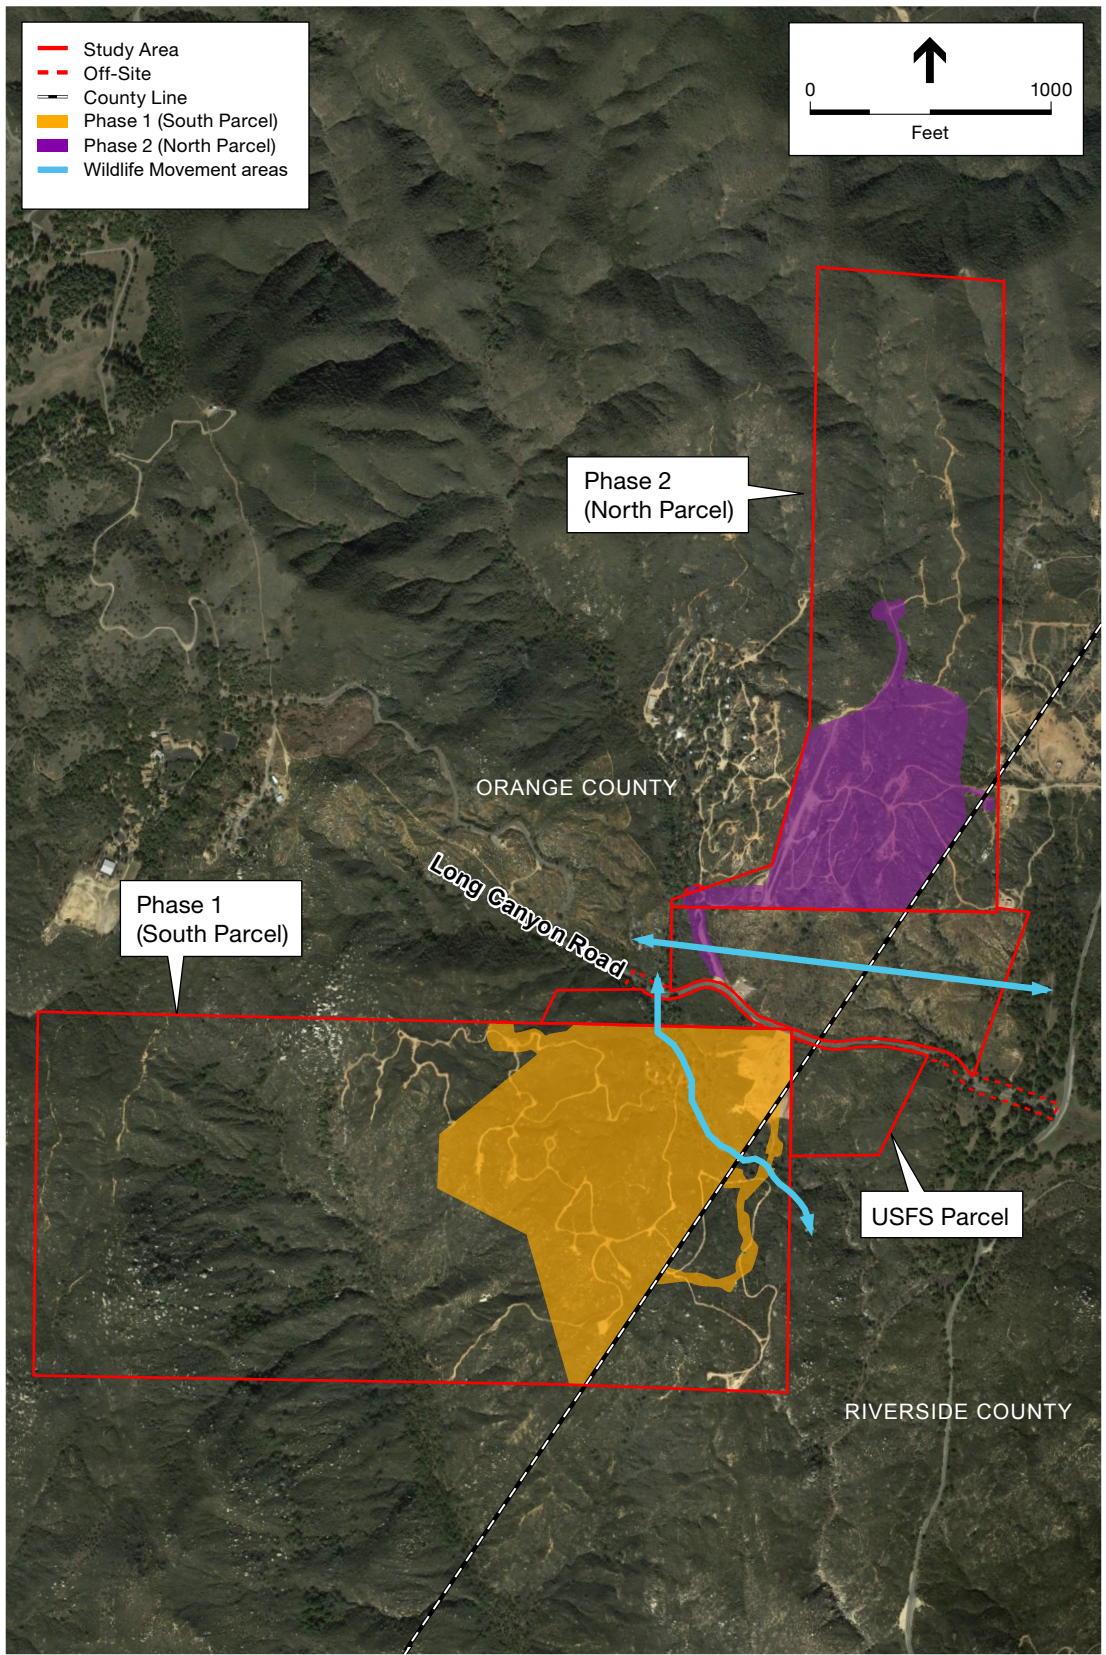 Study Area
Off-Site
County Line
Phase 1 (South Parcel)
Phase 2 (North Parcel)
Wildlife Movement areas
0
1000
Feet
Phase 2
(North Parcel)
ORANGE COUNTY
Long Canyon Road
Phase 1
(South Parcel)
USFS Parcel
RIVERSIDE COUNTY